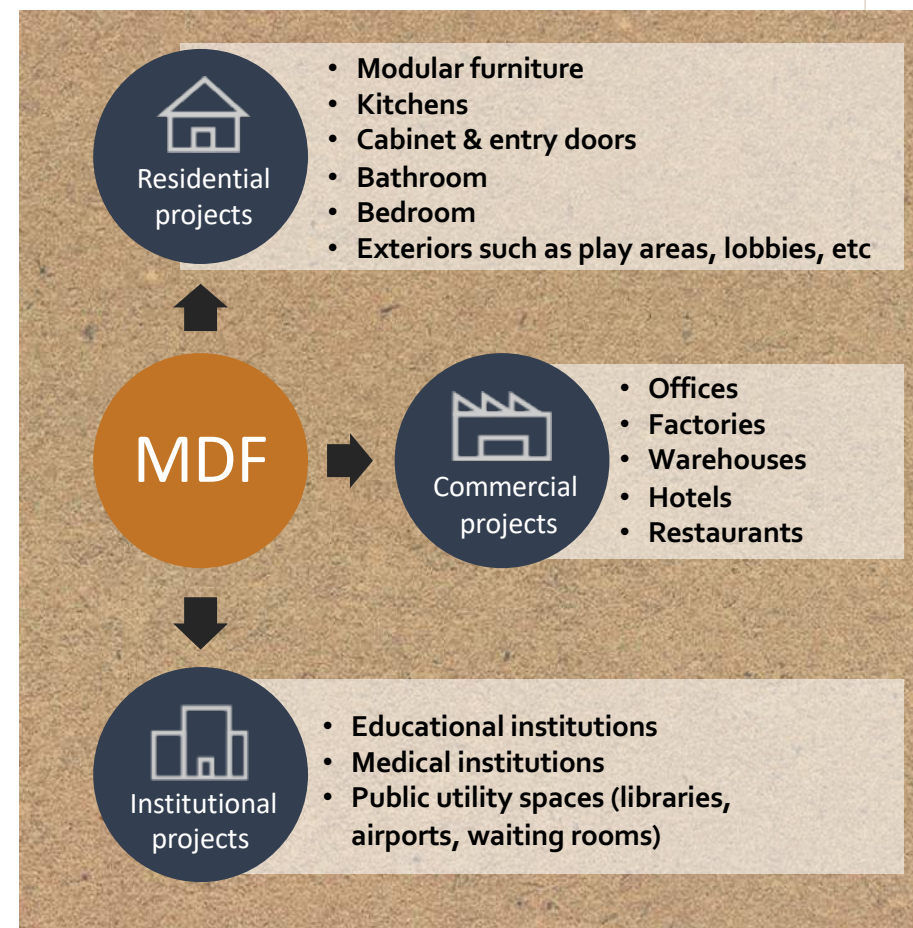 Residential
projects
• Modular furniture
• Kitchens
• Cabinet & entry doors
• Bathroom
• Bedroom
• Exteriors such as play areas, lobbies, etc
MDF
Commercial
projects
• Offices
• Factories
• Warehouses
• Hotels
• Restaurants
Institutional
projects
• Educational institutions
• Medical institutions
• Public utility spaces (libraries,
airports, waiting rooms)